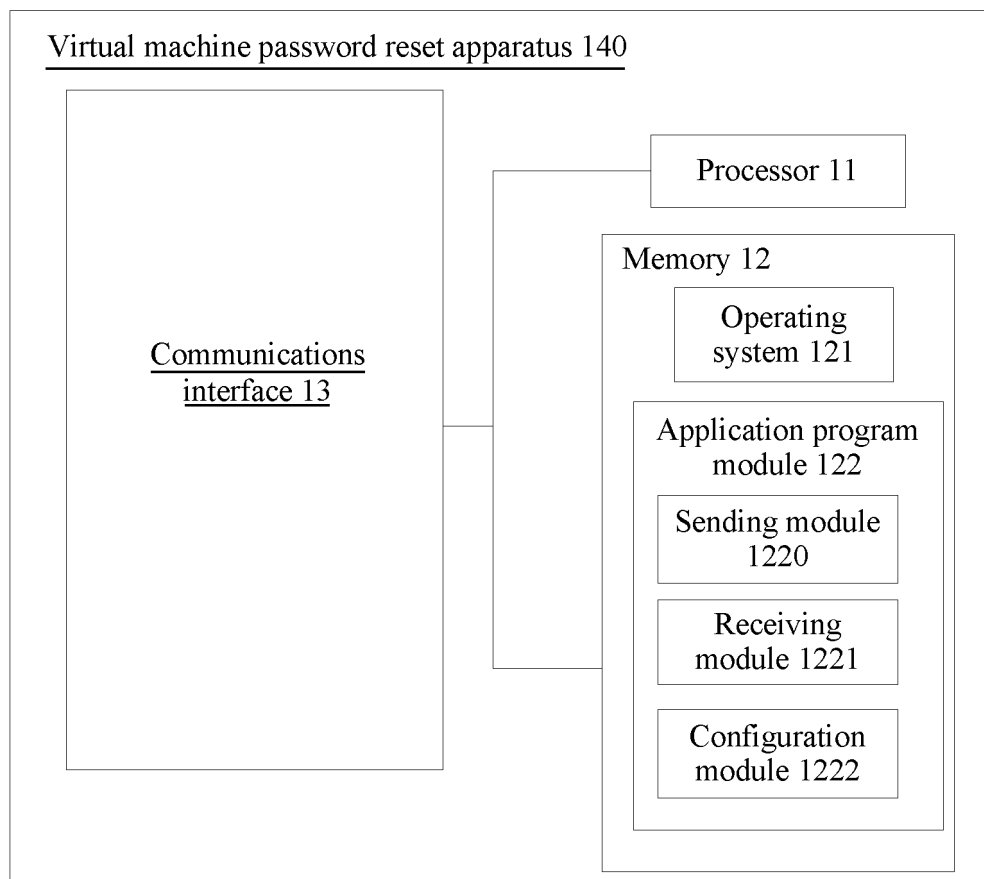 Virtual machine password reset apparatus 140
Communications
interface 13
Processor 11
Memory 12
Operating
system 121
Application program
module 122
Sending module
1220
Receiving
module 1221
Configuration
module 1222